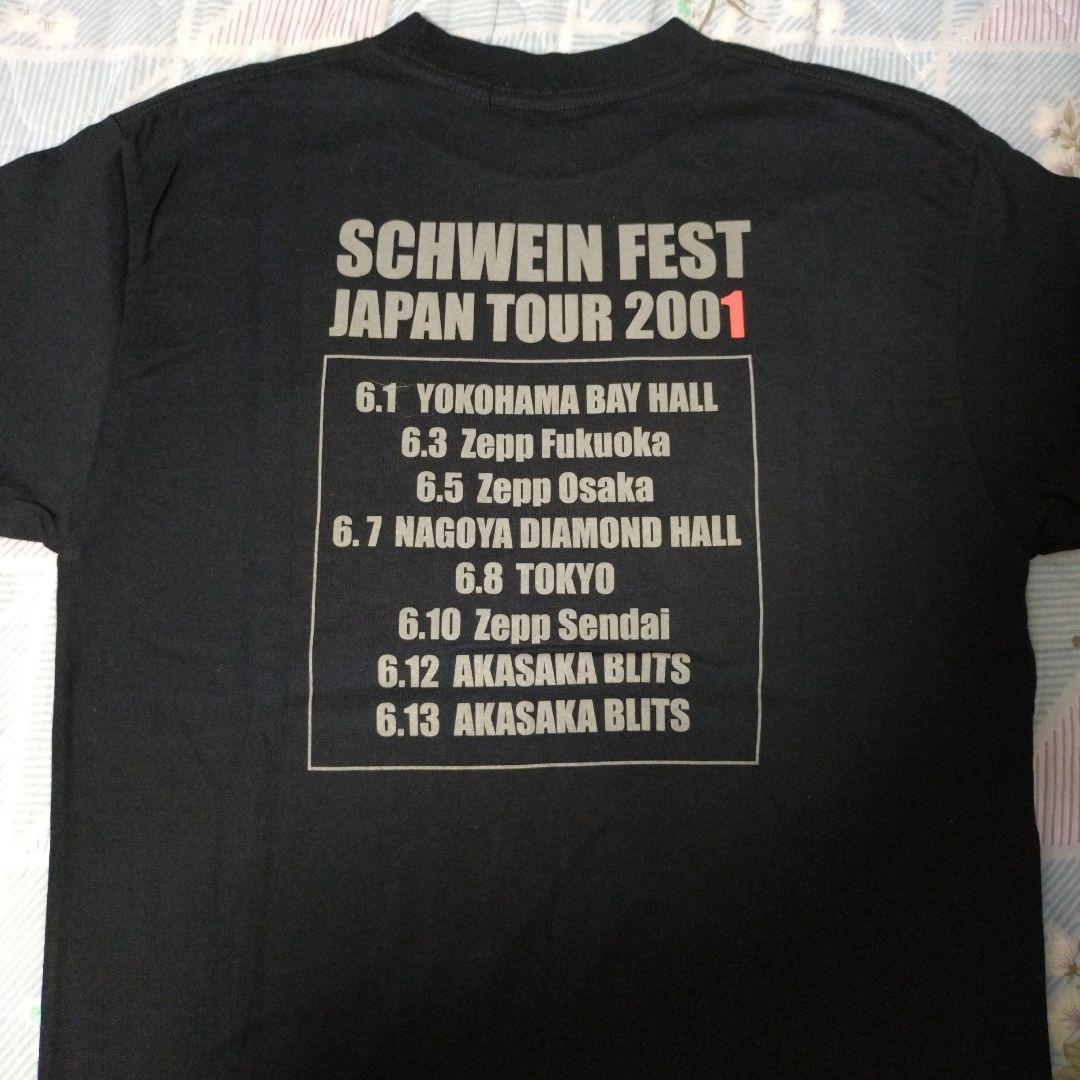 SCHWEIN FEST
JAPAN TOUR 2001
6.1 YOKOHAMA BAY HALL
6.3 Zepp Fukuoka
6.5 Zepp Osaka
6. 7 NAGOYA DIAMOND HALL
6.8 TOKYO
6.10 Zepp Sendai
6.12 AKASAKA BLITS
6.13 AKASAKA BLITS